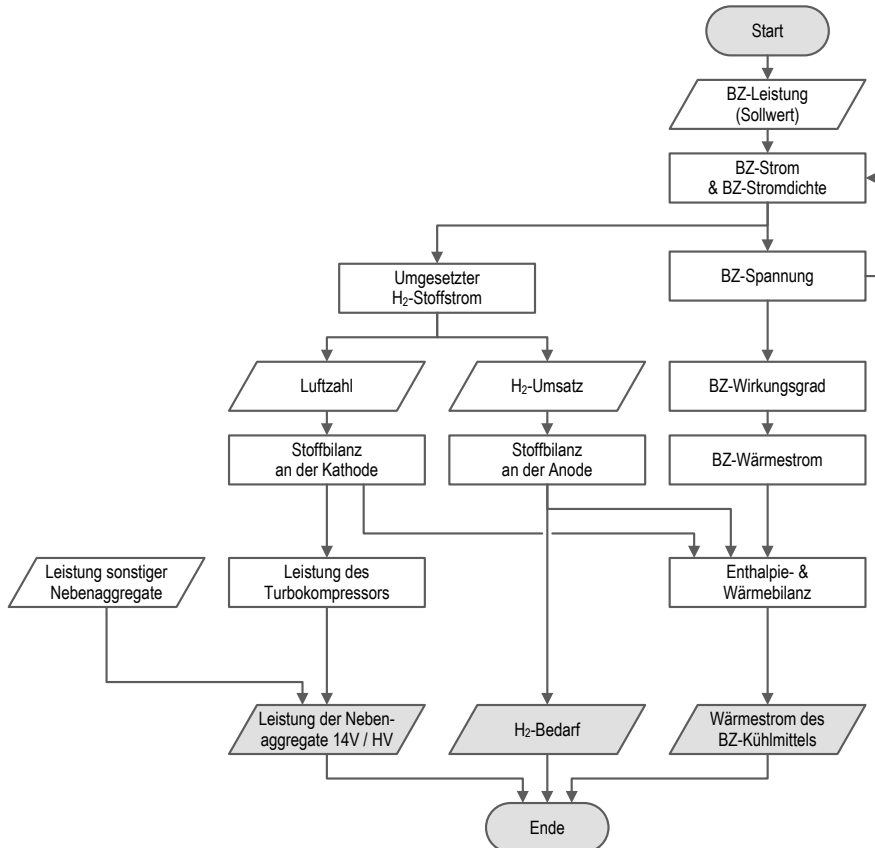 Start
BZ-Leistung
(Sollwert)
BZ-Strom
& BZ-Stromdichte
Umgesetzter
H₂-Stoffstrom
BZ-Spannung
Luftzahl
H₂-Umsatz
BZ-Wirkungsgrad
Stoffbilanz
an der Kathode
Stoffbilanz
an der Anode
BZ-Wärmestrom
Leistung sonstiger
Nebenaggregate
Leistung des
Turbokompressors
Enthalpie- &
Wärmebilanz
Leistung der Neben-
aggregate 14V / HV
H₂-Bedarf
Wärmestrom des
BZ-Kühlmittels
Ende